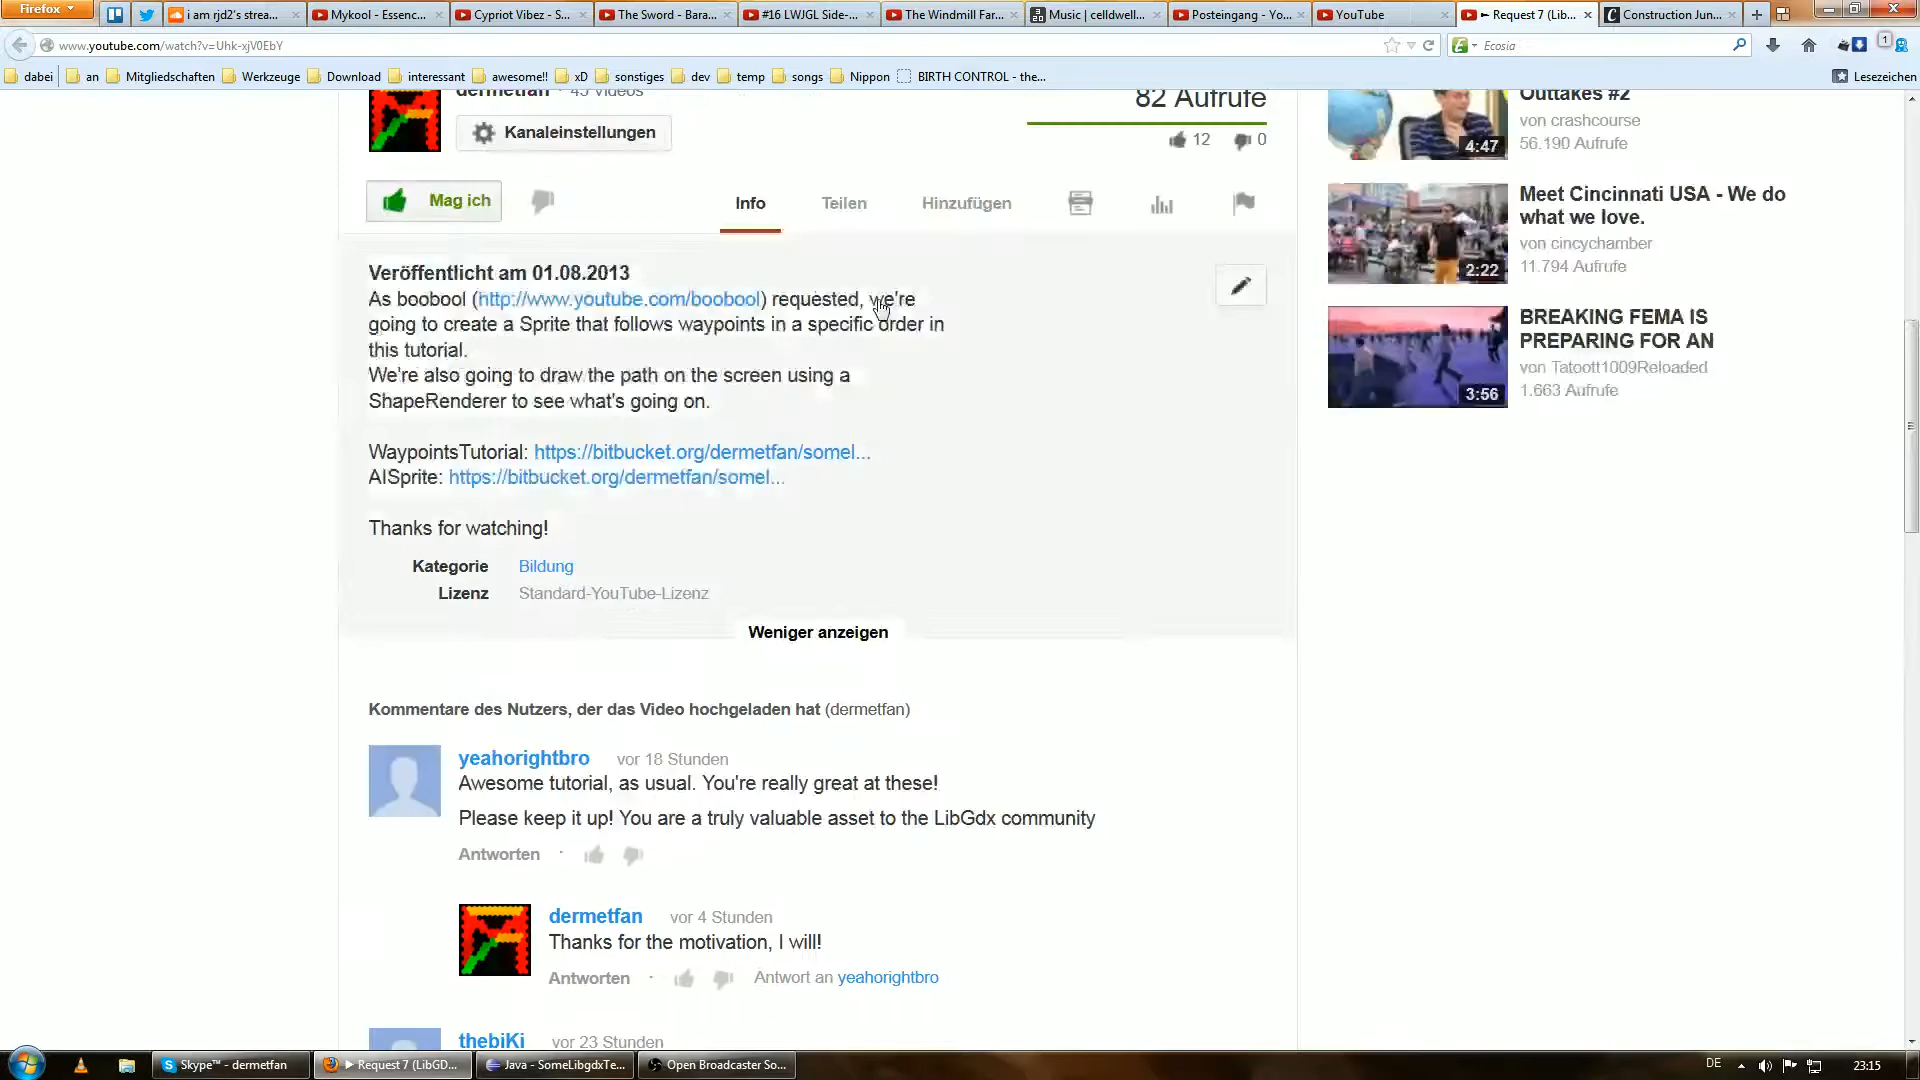 Firefox
i am rjd2's strea...
Mykool - Essenc...
Cypriot Vibez - S...
The Sword - Bara...
#16 LWJGL Side-...
The Windmill Far...
Music | celldwell...
Posteingang - Yo...
YouTube
► Request 7 (Lib...
Construction Jun...
www.youtube.com/watch?v=Uhk-xjV0EbY
Ecosia
1
dabei
an
Mitgliedschaften
Werkzeuge
Download
interessant
awesome!!
xD
sonstiges
dev
temp
songs
Nippon
BIRTH CONTROL - the...
Lesezeichen
dermetfan · 45 Videos
Kanaleinstellungen
82 Aufrufe
12
0
Mag ich
Info
Teilen
Hinzufügen
Veröffentlicht am 01.08.2013
As boobool (http://www.youtube.com/boobool) requested, we're
going to create a Sprite that follows waypoints in a specific order in
this tutorial.
We're also going to draw the path on the screen using a
ShapeRenderer to see what's going on.
WaypointsTutorial: https://bitbucket.org/dermetfan/somel...
AISprite: https://bitbucket.org/dermetfan/somel...
Thanks for watching!
Kategorie Bildung
Lizenz Standard-YouTube-Lizenz
Weniger anzeigen
Kommentare des Nutzers, der das Video hochgeladen hat (dermetfan)
yeahorightbro vor 18 Stunden
Awesome tutorial, as usual. You're really great at these!
Please keep it up! You are a truly valuable asset to the LibGdx community
Antworten ·
dermetfan vor 4 Stunden
Thanks for the motivation, I will!
Antworten · Antwort an yeahorightbro
thebiKi vor 23 Stunden
Outtakes #2
von crashcourse
56.190 Aufrufe
4:47
Meet Cincinnati USA - We do
what we love.
von cincychamber
11.794 Aufrufe
2:22
BREAKING FEMA IS
PREPARING FOR AN
von Tatoott1009Reloaded
1.663 Aufrufe
3:56
Skype™ - dermetfan
► Request 7 (LibGD...
Java - SomeLibgdxTe...
Open Broadcaster So...
DE
23:15